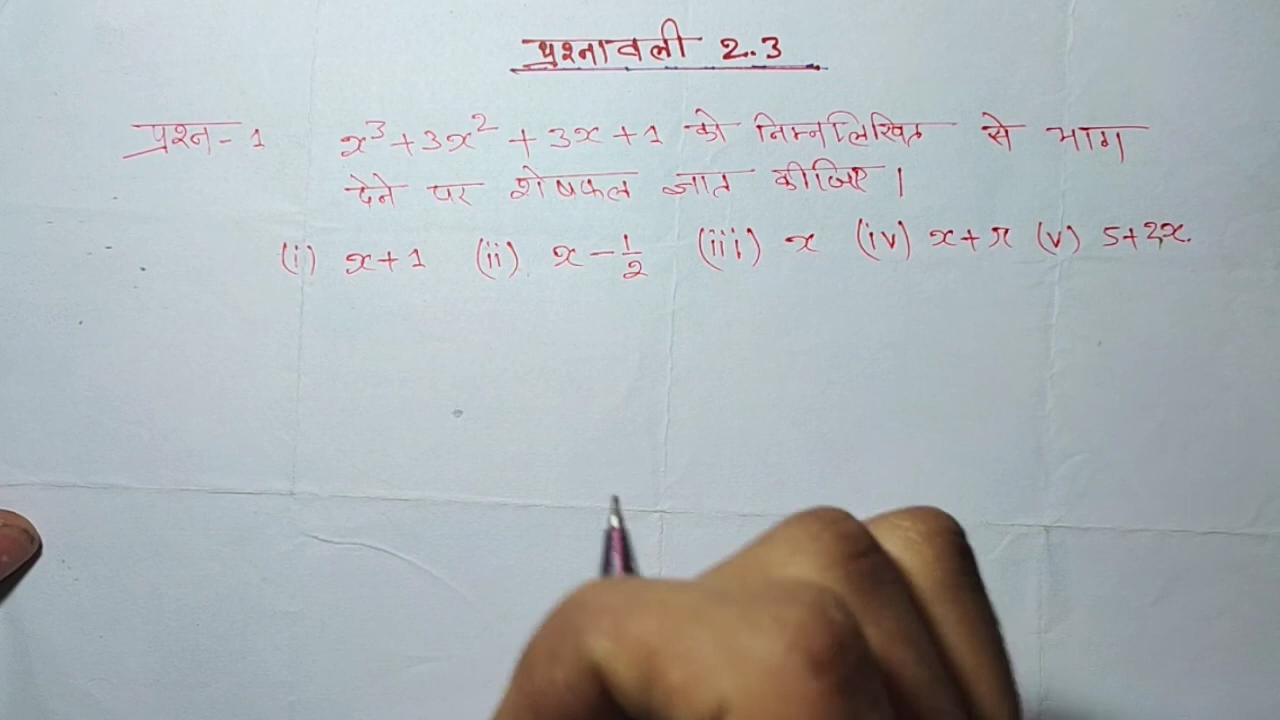 प्रश्नावली 2.3
प्रश्न-1 x³+3x²+3x+1 को निम्नलिखित से भाग
देने पर शेषफल ज्ञात कीजिए।
(i) x+1 (ii) x-1/2 (iii) x (iv) x+π (v) 5+2x.